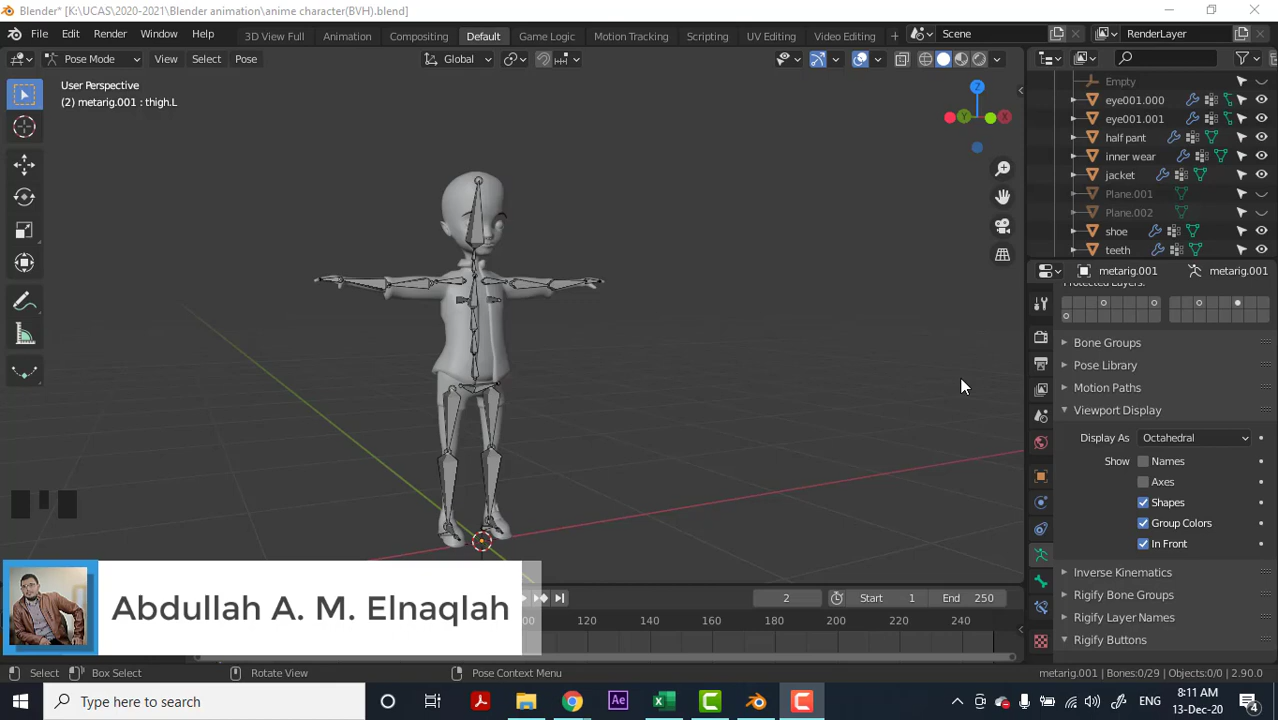 Blender* [K:\UCAS\2020-2021\Blender animation\anime character(BVH).blend]
File Edit Render Window Help 3D View Full Animation Compositing Default Game Logic Motion Tracking Scripting UV Editing Video Editing + Scene RenderLayer
Pose Mode View Select Pose Global
User Perspective
(2) metarig.001 : thigh.L
Z
Y
X
Empty
eye001.000
eye001.001
half pant
inner wear
jacket
Plane.001
Plane.002
shoe
teeth
metarig.001 metarig.001
Protected Layers:
Bone Groups
Pose Library
Motion Paths
Viewport Display
Display As Octahedral
Show Names
Axes
Shapes
Group Colors
In Front
Inverse Kinematics
Rigify Bone Groups
Rigify Layer Names
Rigify Buttons
Abdullah A. M. Elnaqlah
2 Start 1 End 250
120 140 160 180 200 220 240
Select Box Select Rotate View Pose Context Menu metarig.001 | Bones:0/29 | Objects:0/1 | 2.90.0
Type here to search
Ae
ENG
8:11 AM
13-Dec-20
4